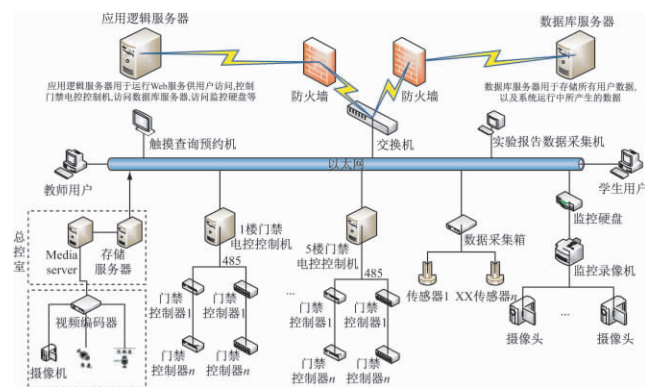 应用逻辑服务器
数据库服务器
应用逻辑服务器用于运行Web服务供用户访问,控制
门禁电控控制机,访问数据库服务器,访问监控硬盘等
防火墙
防火墙
数据库服务器用于存储所有用户数据,
以及系统运行中所产生的数据
触摸查询预约机
交换机
实验报告数据采集机
以太网
教师用户
学生用户
总控室
Media
server
存储
服务器
1楼门禁
电控控制机
5楼门禁
电控控制机
数据采集箱
监控硬盘
485
485
传感器1
XX传感器n
监控录像机
门禁
控制器1
门禁
控制器1
...
门禁
控制器1
门禁
控制器1
视频编码器
摄像头
...
摄像头
门禁
控制器n
门禁
控制器n
门禁
控制器n
门禁
控制器n
摄像机